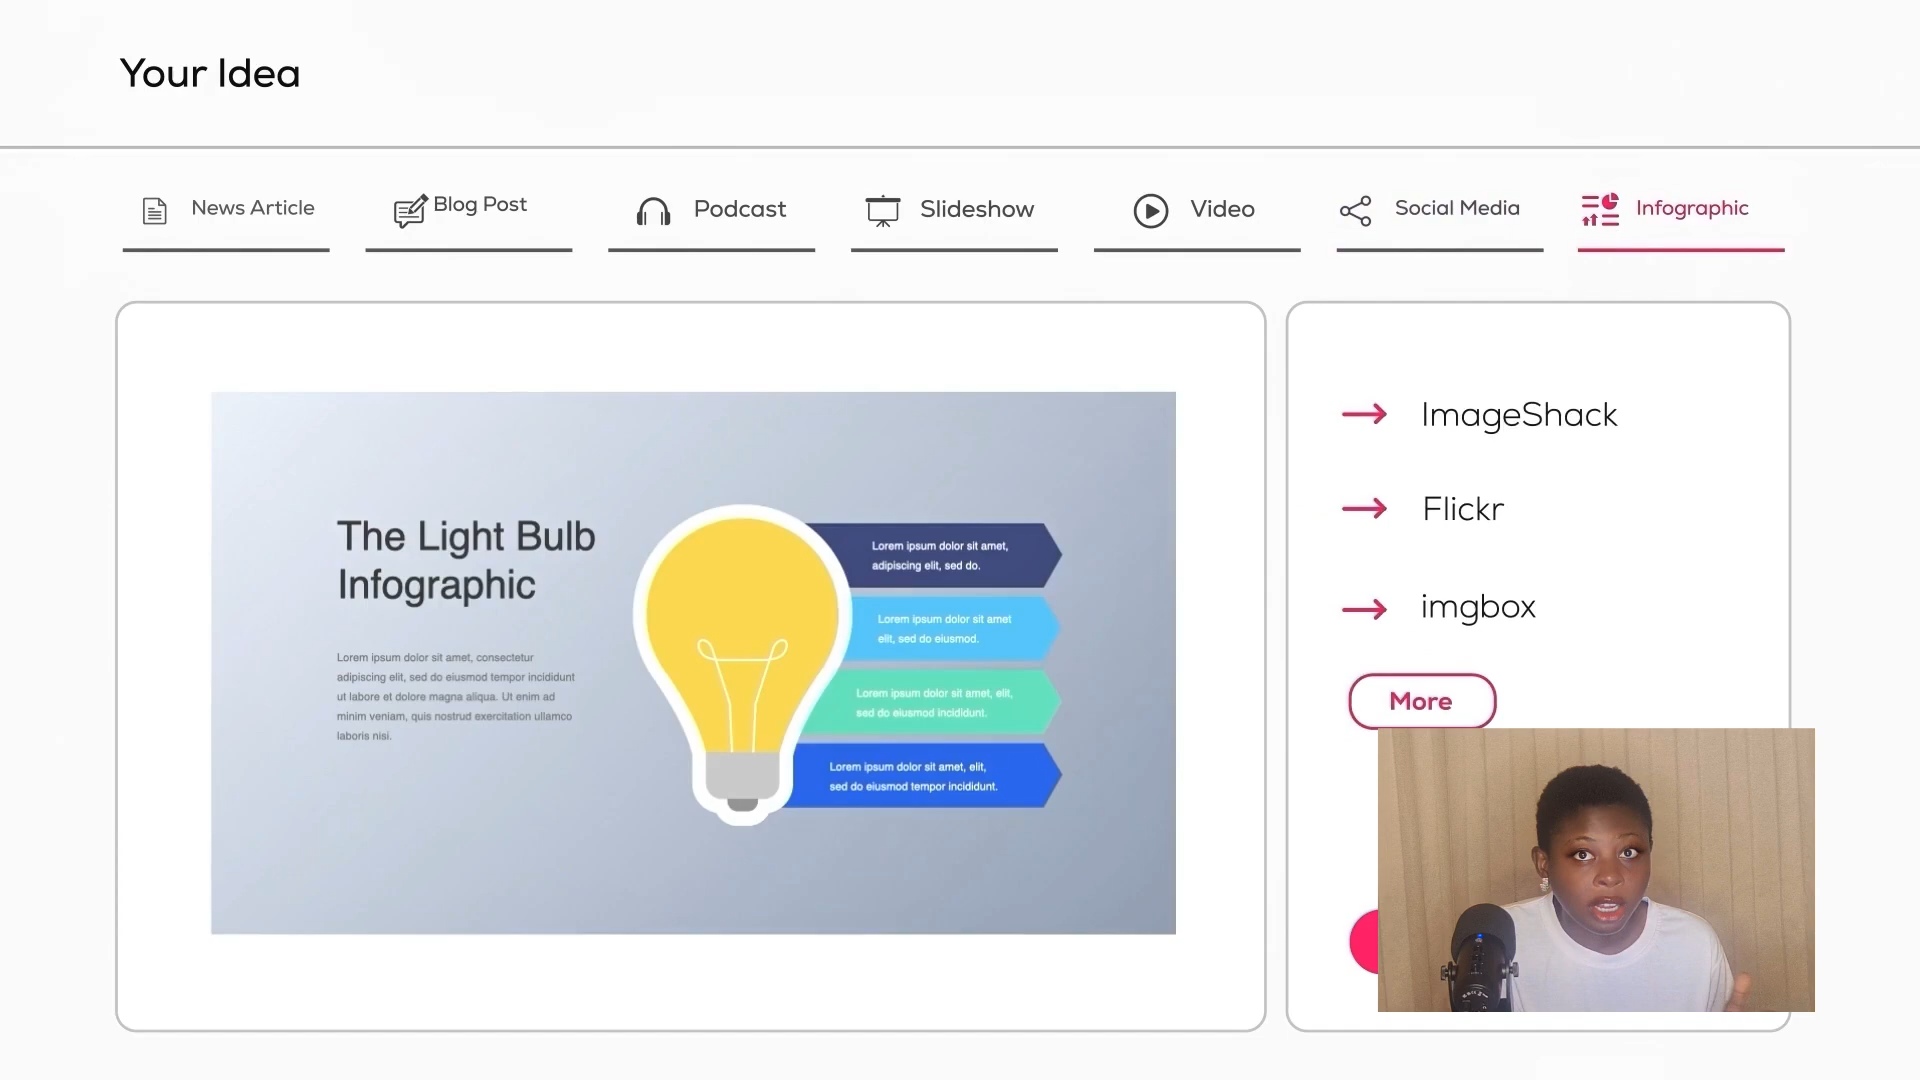 Your Idea
News Article
Blog Post
Podcast
Slideshow
Video
Social Media
Infographic
The Light Bulb
Infographic
Lorem ipsum dolor sit amet, consectetur
adipiscing elit, sed do eiusmod tempor incididunt
ut labore et dolore magna aliqua. Ut enim ad
minim veniam, quis nostrud exercitation ullamco
laboris nisi.
Lorem ipsum dolor sit amet,
adipiscing elit, sed do.
Lorem ipsum dolor sit amet
elit, sed do eiusmod.
Lorem ipsum dolor sit amet, elit,
sed do eiusmod incididunt.
Lorem ipsum dolor sit amet, elit,
sed do eiusmod tempor incididunt.
ImageShack
Flickr
imgbox
More